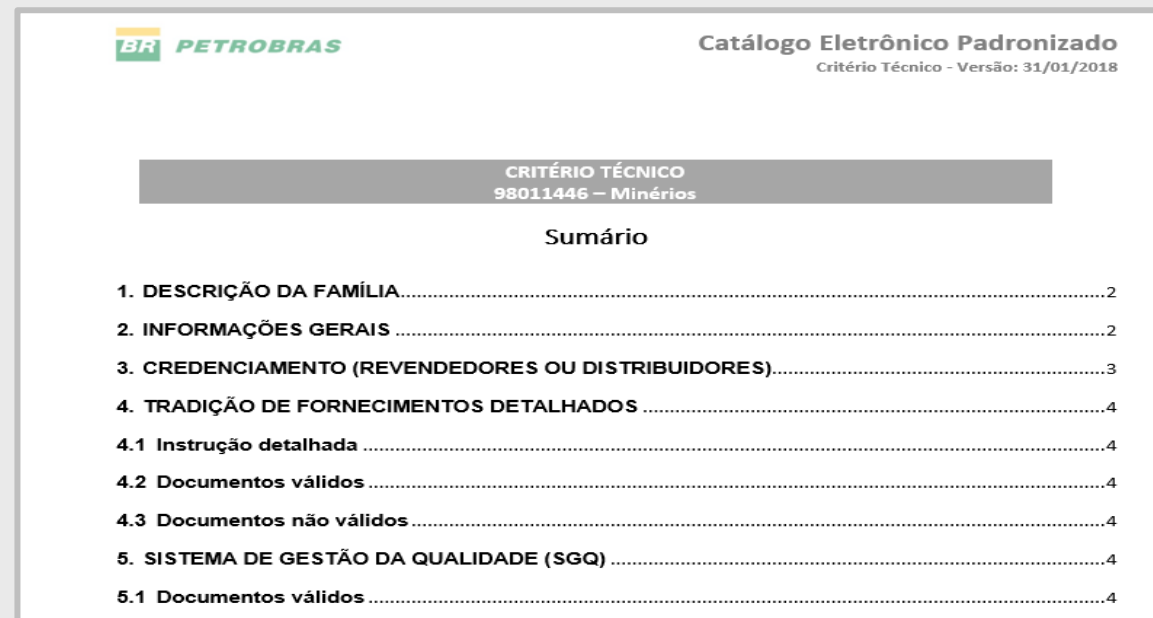 BR PETROBRAS
Catálogo Eletrônico Padronizado
Critério Técnico - Versão: 31/01/2018
CRITÉRIO TÉCNICO
98011446 – Minérios
Sumário
1. DESCRIÇÃO DA FAMÍLIA.....2
2. INFORMAÇÕES GERAIS.....2
3. CREDENCIAMENTO (REVENDEDORES OU DISTRIBUIDORES).....3
4. TRADIÇÃO DE FORNECIMENTOS DETALHADOS.....4
4.1 Instrução detalhada.....4
4.2 Documentos válidos.....4
4.3 Documentos não válidos.....4
5. SISTEMA DE GESTÃO DA QUALIDADE (SGQ).....4
5.1 Documentos válidos.....4